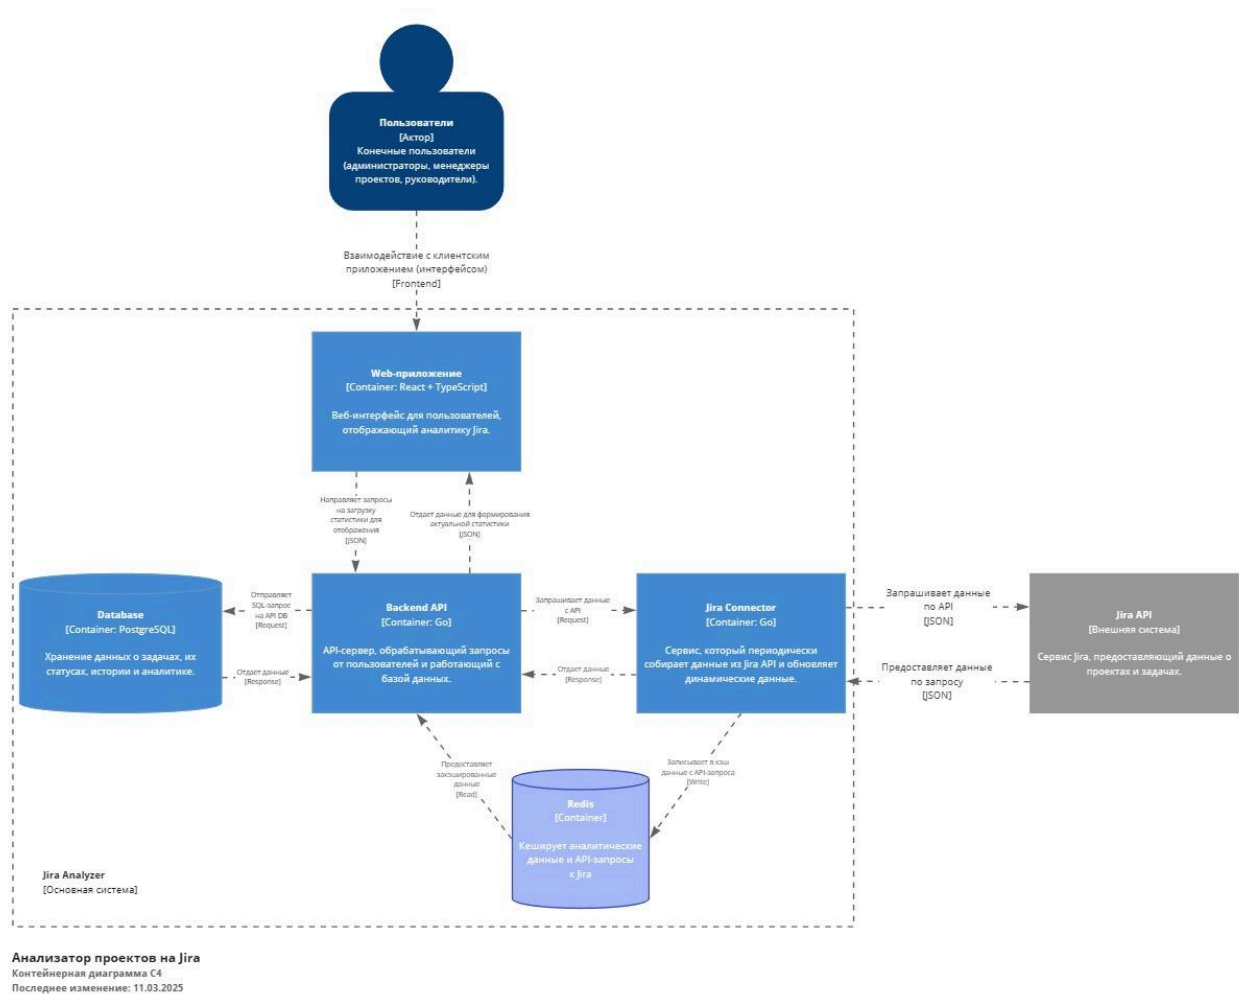 Пользователи
[Актор]
Конечные пользователи
(администраторы, менеджеры
проектов, руководители).
Взаимодействие с клиентским
приложением (интерфейсом)
[Frontend]
Web-приложение
[Container: React + TypeScript]
Веб-интерфейс для пользователей,
отображающий аналитику Jira.
Направляет запросы
на загрузку
статистики для
отображения
[JSON]
Отдает данные для формирования
актуальной статистики
[JSON]
Database
[Container: PostgreSQL]
Хранение данных о задачах, их
статусах, истории и аналитике.
Отправляет
SQL-запрос
на API DB
[Request]
Отдает данные
[Response]
Backend API
[Container: Go]
API-сервер, обрабатывающий запросы
от пользователей и работающий с
базой данных.
Запрашивает данные
с API
[Request]
Отдает данные
[Response]
Jira Connector
[Container: Go]
Сервис, который периодически
собирает данные из Jira API и обновляет
динамические данные.
Запрашивает данные
по API
[JSON]
Предоставляет данные
по запросу
[JSON]
Jira API
[Внешняя система]
Сервис Jira, предоставляющий данные о
проектах и задачах.
Предоставляет
закэшированные
данные
[Read]
Записывает в кэш
данные с API-запроса
[Write]
Redis
[Container]
Кеширует аналитические
данные и API-запросы
к Jira
Jira Analyzer
[Основная система]
Анализатор проектов на Jira
Контейнерная диаграмма C4
Последнее изменение: 11.03.2025